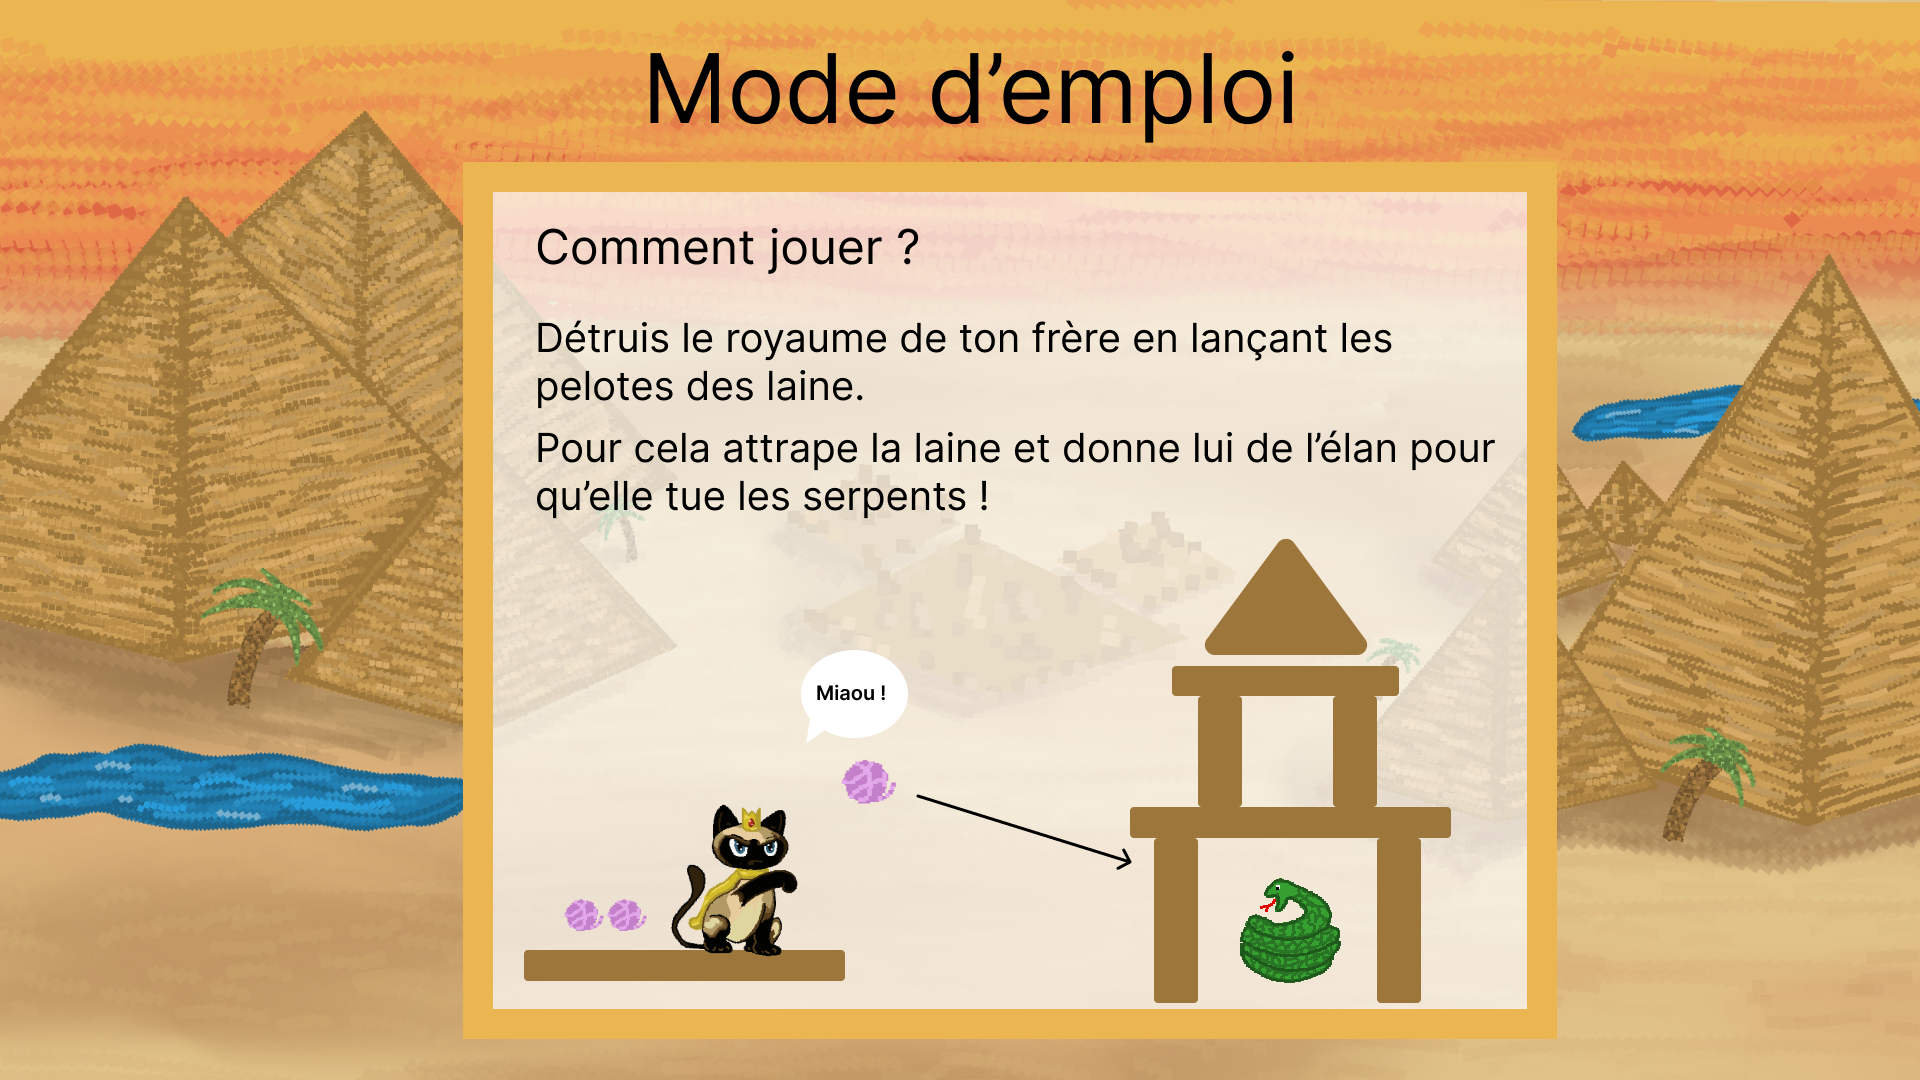 Mode d’emploi
Comment jouer ?
Détruis le royaume de ton frère en lançant les
pelotes des laine.
Pour cela attrape la laine et donne lui de l’élan pour
qu’elle tue les serpents !
Miaou !